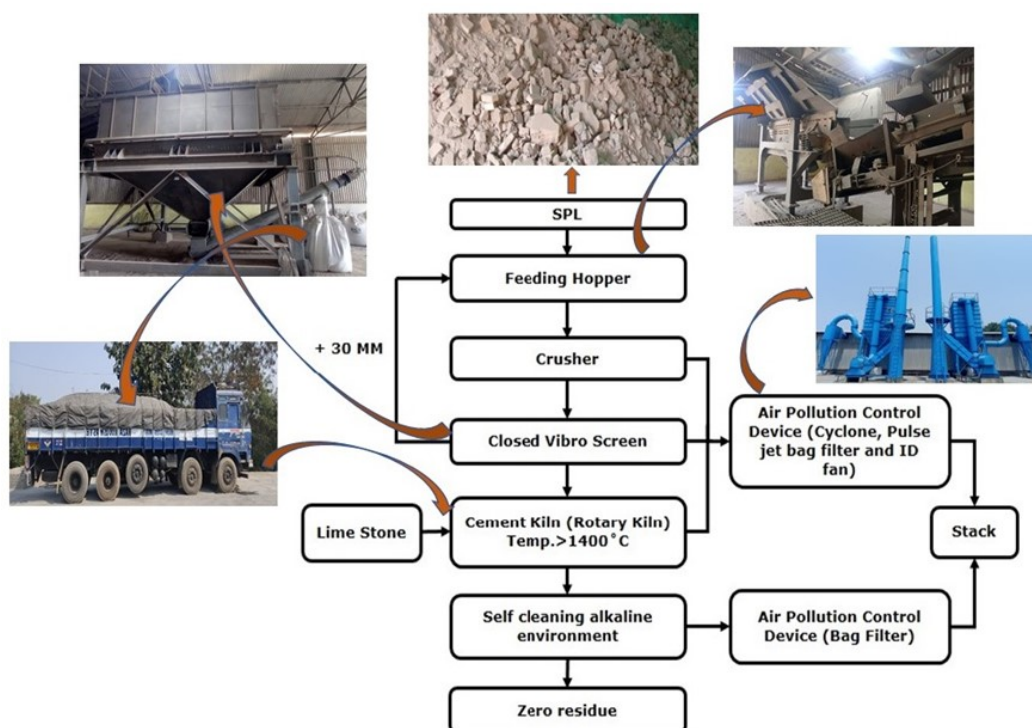 SPL
Feeding Hopper
+ 30 MM
Crusher
Closed Vibro Screen
Air Pollution Control
Device (Cyclone, Pulse
jet bag filter and ID
fan)
Lime Stone
Cement Kiln (Rotary Kiln)
Temp.>1400°C
Stack
Self cleaning alkaline
environment
Air Pollution Control
Device (Bag Filter)
Zero residue